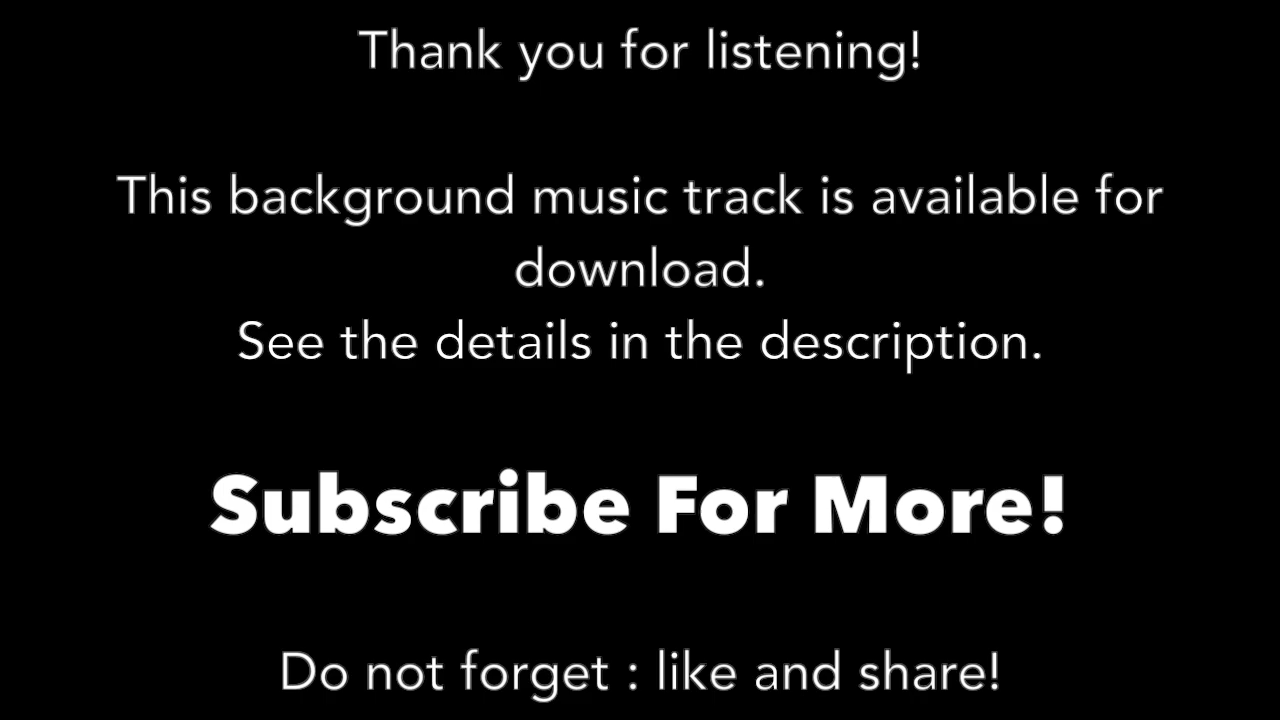 Thank you for listening!
This background music track is available for
download.
See the details in the description.
Subscribe For More!
Do not forget : like and share!